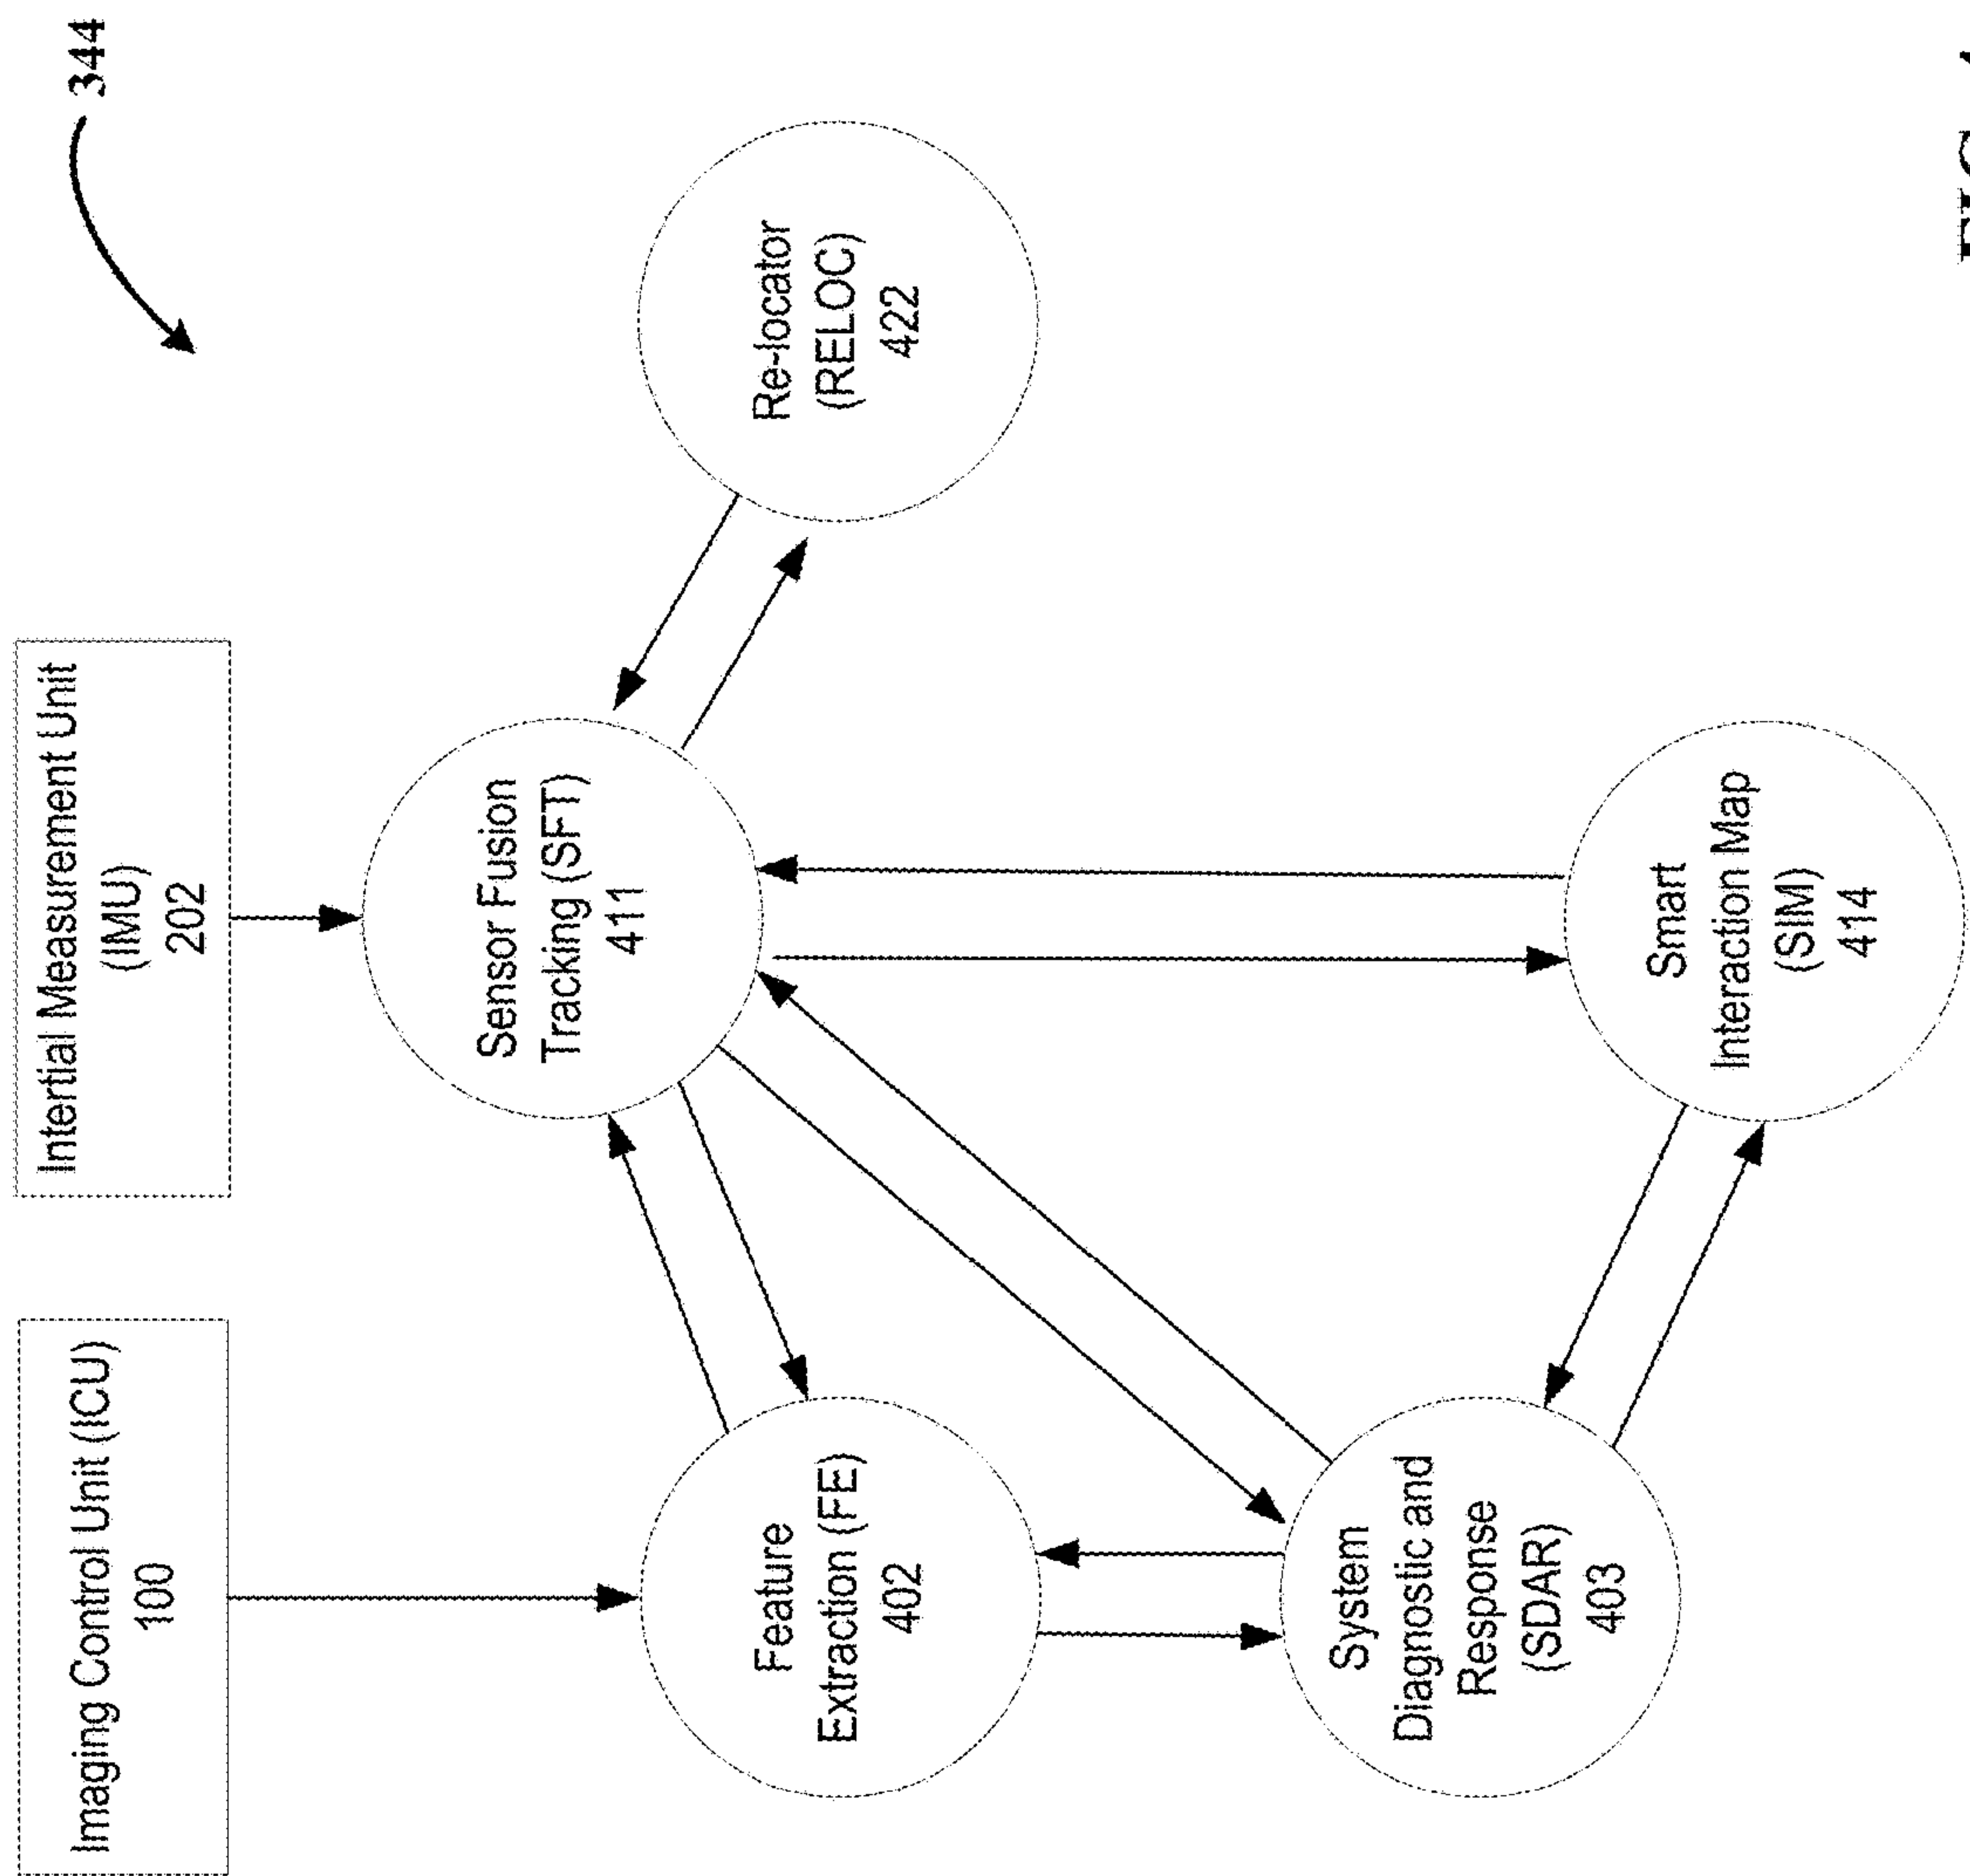 344
Imaging Control Unit (ICU)
100
Intertial Measurement Unit
(IMU)
202
Sensor Fusion
Tracking (SFT)
411
Re-locator
(RELOC)
422
Feature
Extraction (FE)
402
System
Diagnostic and
Response
(SDAR)
403
Smart
Interaction Map
(SIM)
414